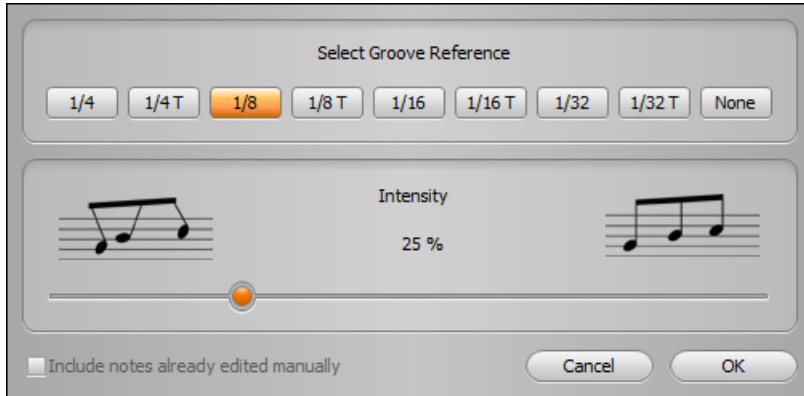 Select Groove Reference
1/4 1/4 T 1/8 1/8 T 1/16 1/16 T 1/32 1/32 T None
Intensity
25 %
Include notes already edited manually Cancel OK